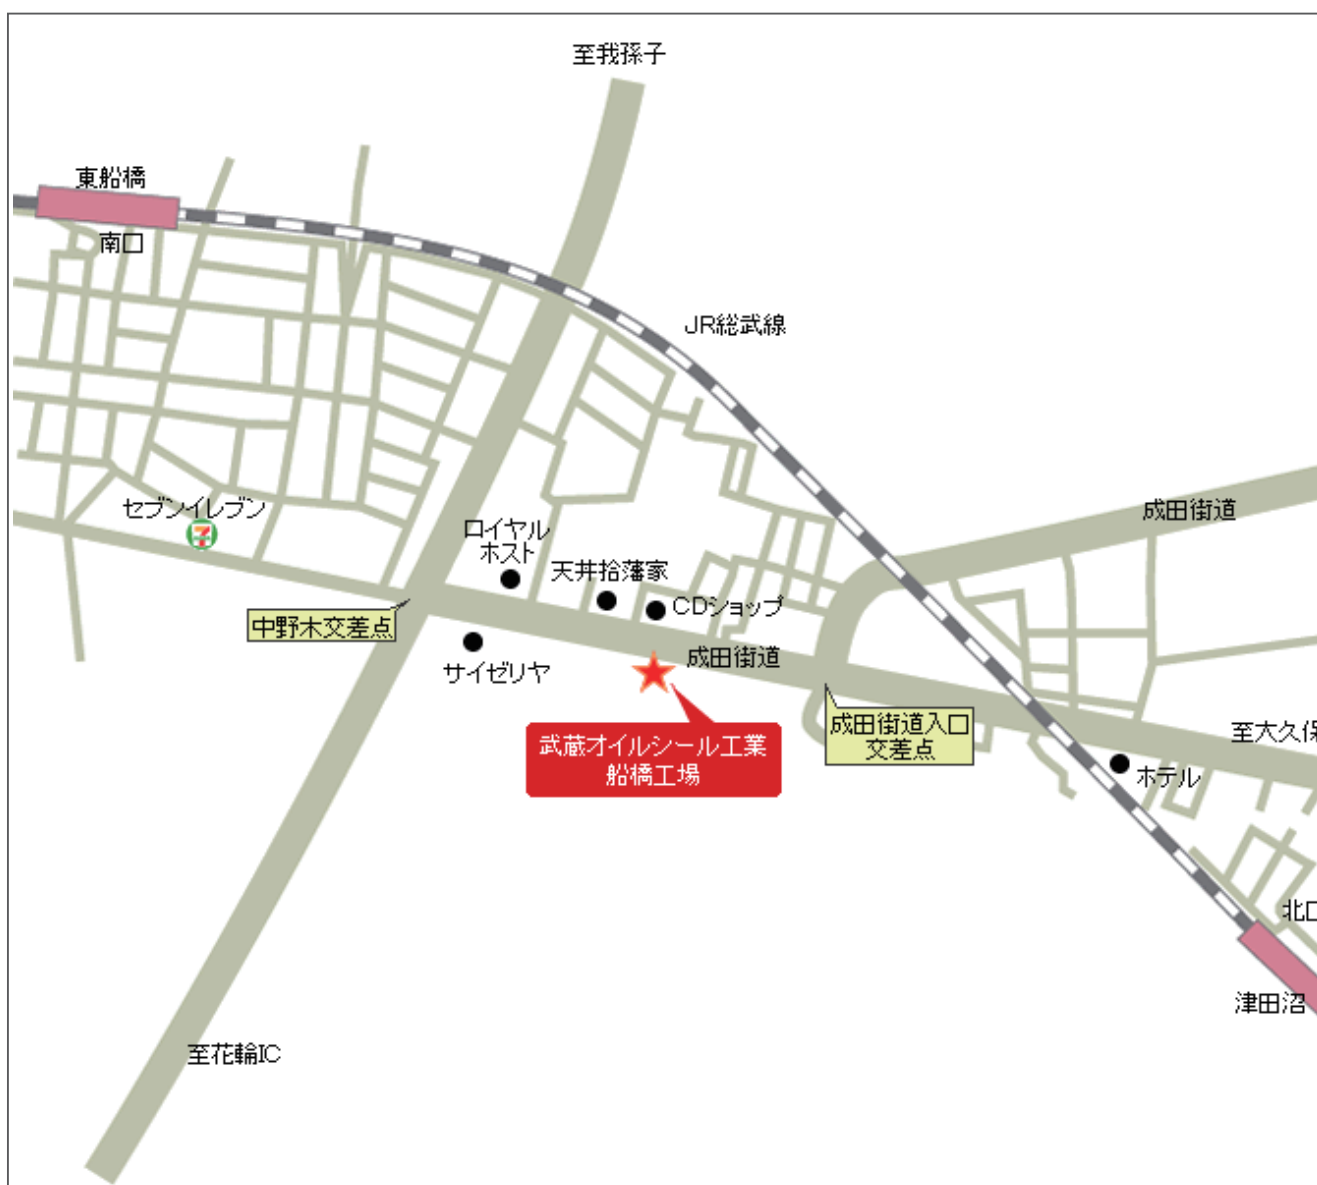 至我孫子
東船橋
南口
JR総武線
セブンイレブン
ロイヤル
ホスト
成田街道
天丼拾藩家
CDショップ
中野木交差点
サイゼリヤ
成田街道
武蔵オイルシール工業
船橋工場
成田街道入口
交差点
至大久保
ホテル
北口
津田沼
至花輪IC